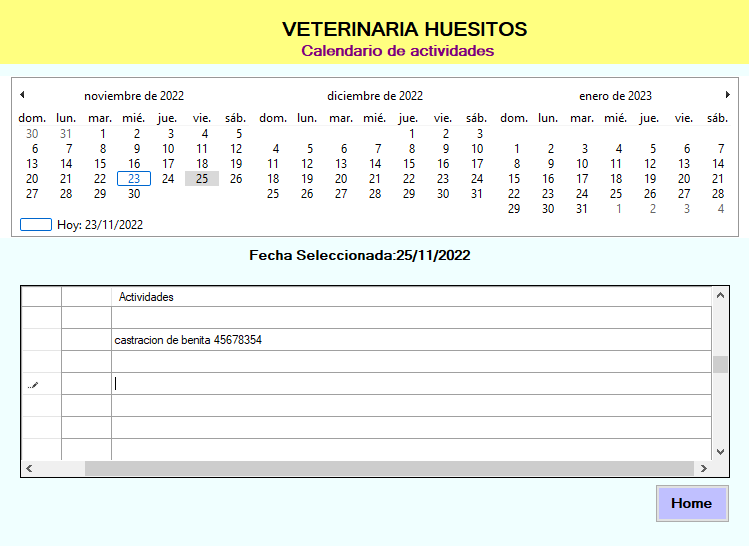 VETERINARIA HUESITOS
Calendario de actividades
noviembre de 2022 diciembre de 2022 enero de 2023
dom. lun. mar. mié. jue. vie. sáb. dom. lun. mar. mié. jue. vie. sáb. dom. lun. mar. mié. jue. vie. sáb.
30 31 1 2 3 4 5 1 2 3
6 7 8 9 10 11 12 4 5 6 7 8 9 10 1 2 3 4 5 6 7
13 14 15 16 17 18 19 11 12 13 14 15 16 17 8 9 10 11 12 13 14
20 21 22 23 24 25 26 18 19 20 21 22 23 24 15 16 17 18 19 20 21
27 28 29 30 25 26 27 28 29 30 31 22 23 24 25 26 27 28
29 30 31 1 2 3 4
Hoy: 23/11/2022
Fecha Seleccionada:25/11/2022
Actividades
castracion de benita 45678354
Home